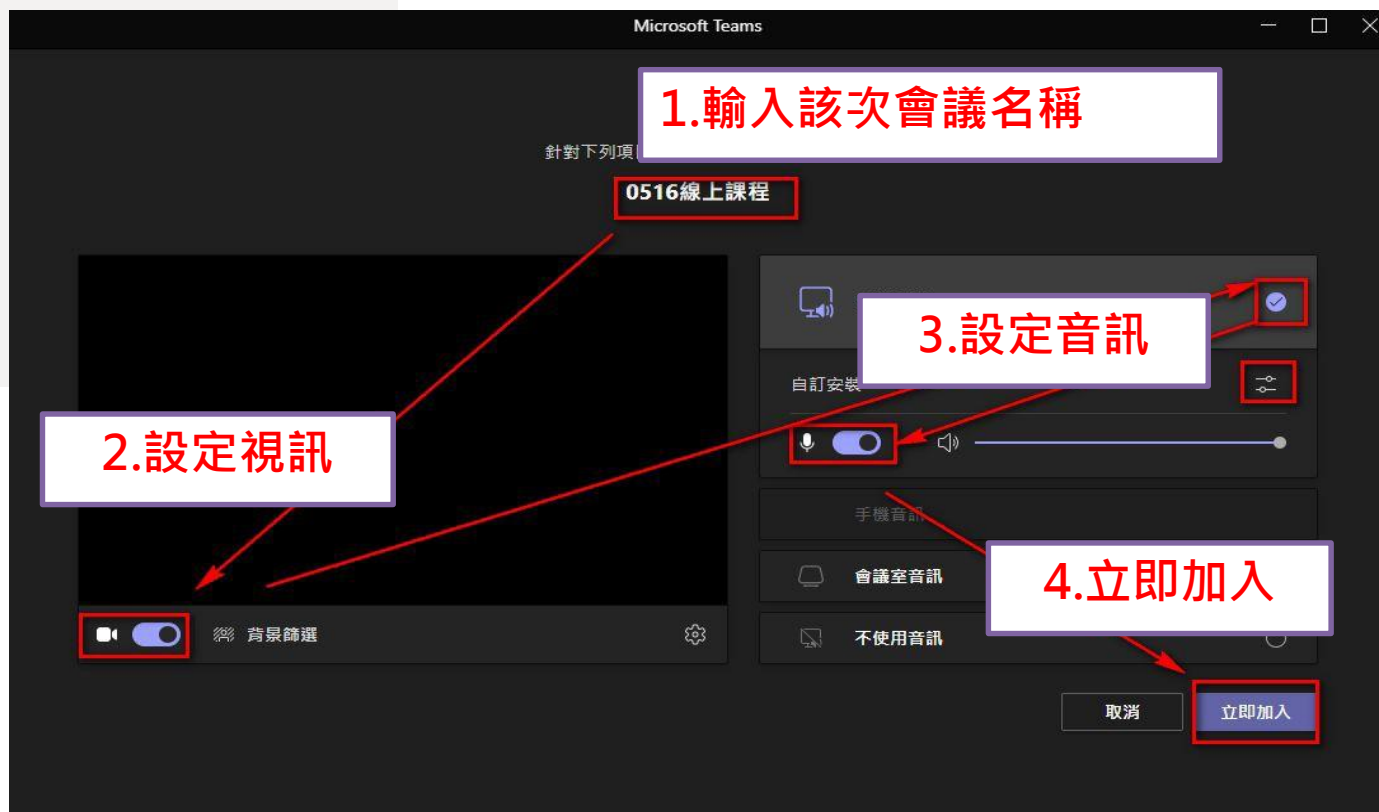 Microsoft Teams
1.輸入該次會議名稱
針對下列項
0516線上課程
3.設定音訊
自訂安裝
2.設定視訊
手機音訊
4.立即加入
會議室音訊
背景篩選
不使用音訊
取消
立即加入